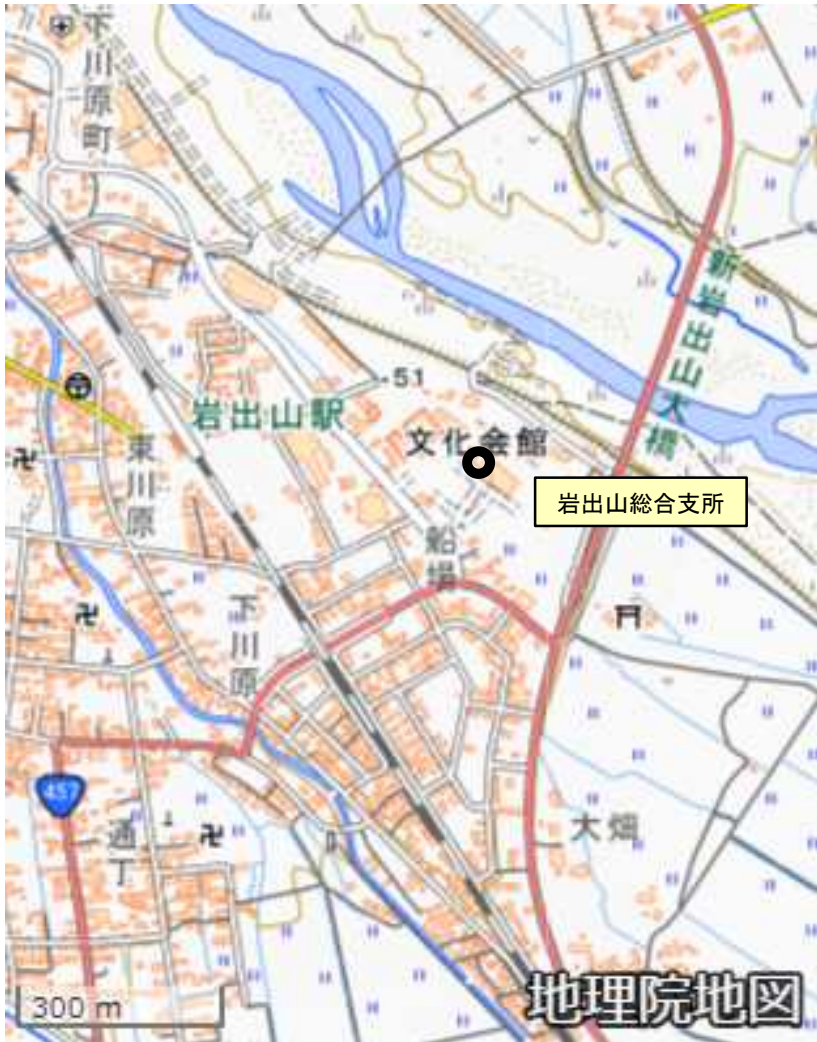 下川原町
新岩出山大橋
51
岩出山駅
文化会館
東川原
岩出山総合支所
船場
下川原
457
大畑
通丁
300 m
地理院地図